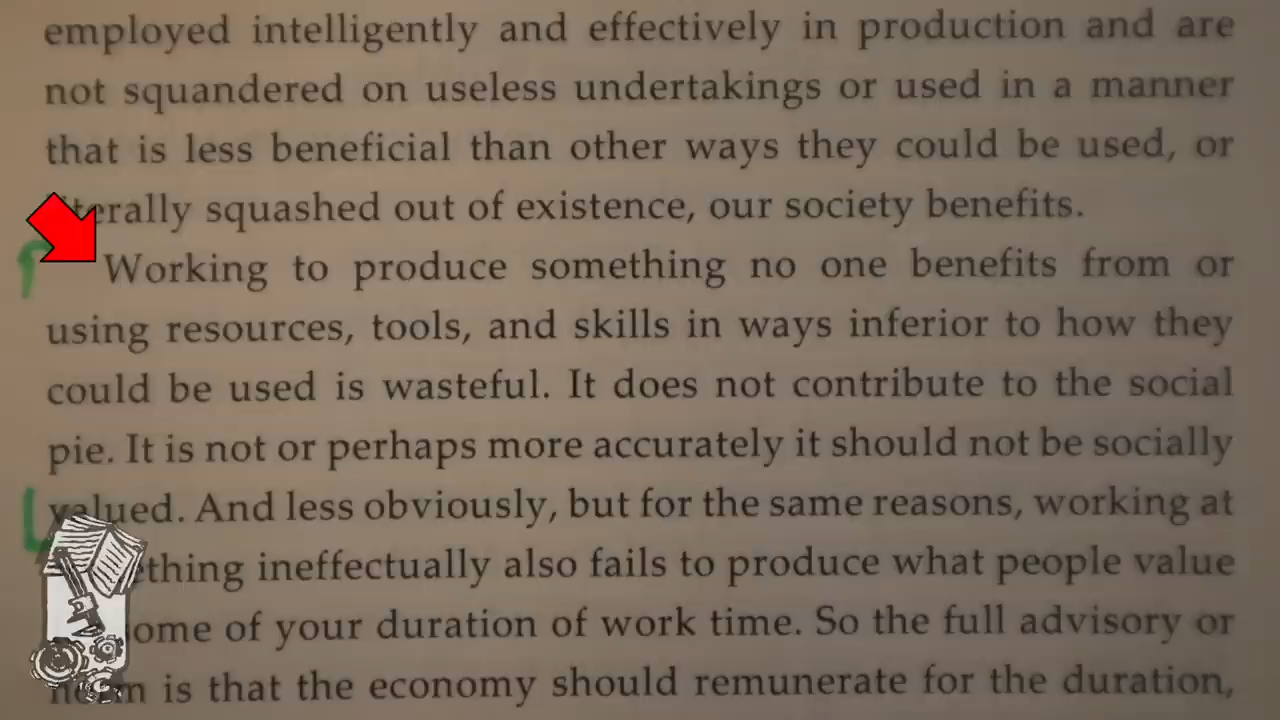 employed intelligently and effectively in production and are
not squandered on useless undertakings or used in a manner
that is less beneficial than other ways they could be used, or
squashed out of existence, our society benefits.
Working to produce something no one benefits from or
using resources, tools, and skills in ways inferior to how they
could be used is wasteful. It does not contribute to the social
pie. It is not or perhaps more accurately it should not be socially
valued. And less obviously, but for the same reasons, working at
ineffectually also fails to produce what people value
of your duration of work time. So the full advisory or
norm is that the economy should remunerate for the duration,